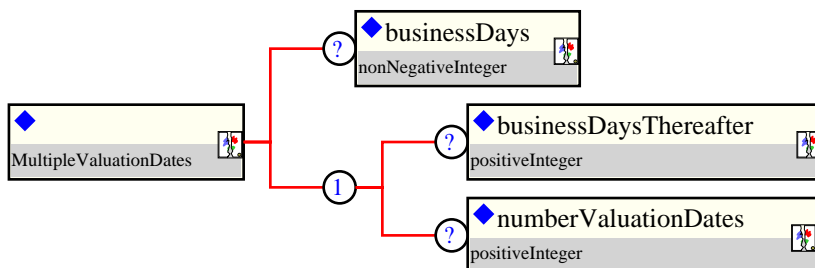 ?
businessDays
nonNegativeInteger
MultipleValuationDates
?
businessDaysThereafter
positiveInteger
1
?
numberValuationDates
positiveInteger